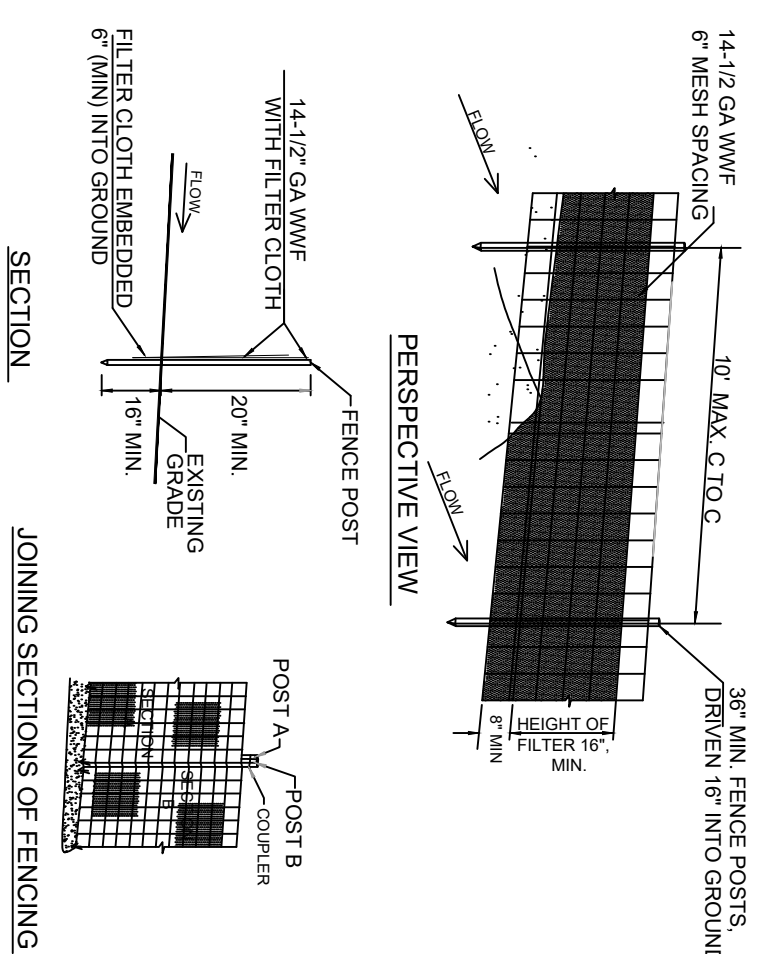 14-1/2 GA WWF
6" MESH SPACING
10' MAX. C TO C
36" MIN. FENCE POSTS,
DRIVEN 16" INTO GROUND
FLOW
FLOW
HEIGHT OF
FILTER 16",
MIN.
8" MIN
PERSPECTIVE VIEW
14-1/2" GA WWF
WITH FILTER CLOTH
FENCE POST
FLOW
20" MIN.
EXISTING
GRADE
16" MIN.
FILTER CLOTH EMBEDDED
6" (MIN) INTO GROUND
SECTION
POST A
POST B
COUPLER
SECTION
B
JOINING SECTIONS OF FENCING